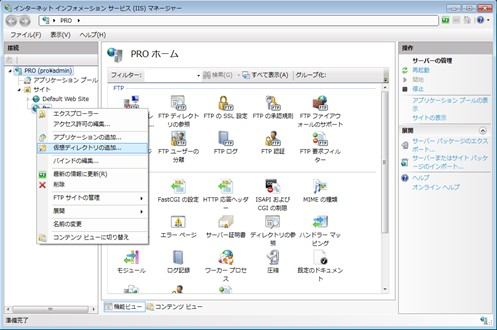 インターネット インフォメーション サービス (IIS) マネージャー
PRO
ファイル(F)
表示(V)
ヘルプ(H)
接続
PRO (pro¥admin)
アプリケーション プール
サイト
Default Web Site
エクスプローラー
アクセス許可の編集...
アプリケーションの追加...
仮想ディレクトリの追加...
バインドの編集...
最新の情報に更新(R)
削除
FTP サイトの管理
展開
名前の変更
コンテンツ ビューに切り替え
PRO ホーム
フィルター:
検索(G)
すべて表示(A)
グループ化:
FTP
FTP ディレクトリの参照
FTP の SSL 設定
FTP の承認規則
FTP ファイアウォールのサポート
FTP ユーザーの分離
FTP ログ
FTP 認証
FTP 要求フィルター
FastCGI の設定
HTTP 応答ヘッダー
ISAPI および CGI の制限
MIME の種類
エラー ページ
サーバー証明書
ディレクトリの参照
ハンドラー マッピング
モジュール
ログ記録
ワーカー プロセス
圧縮
既定のドキュメント
機能ビュー
コンテンツ ビュー
操作
サーバーの管理
再起動
開始
停止
アプリケーション プールの表示
サイトの表示
展開
サーバー パッケージのエクスポート...
サーバーまたはサイト パッケージのインポート...
ヘルプ
オンライン ヘルプ
準備完了